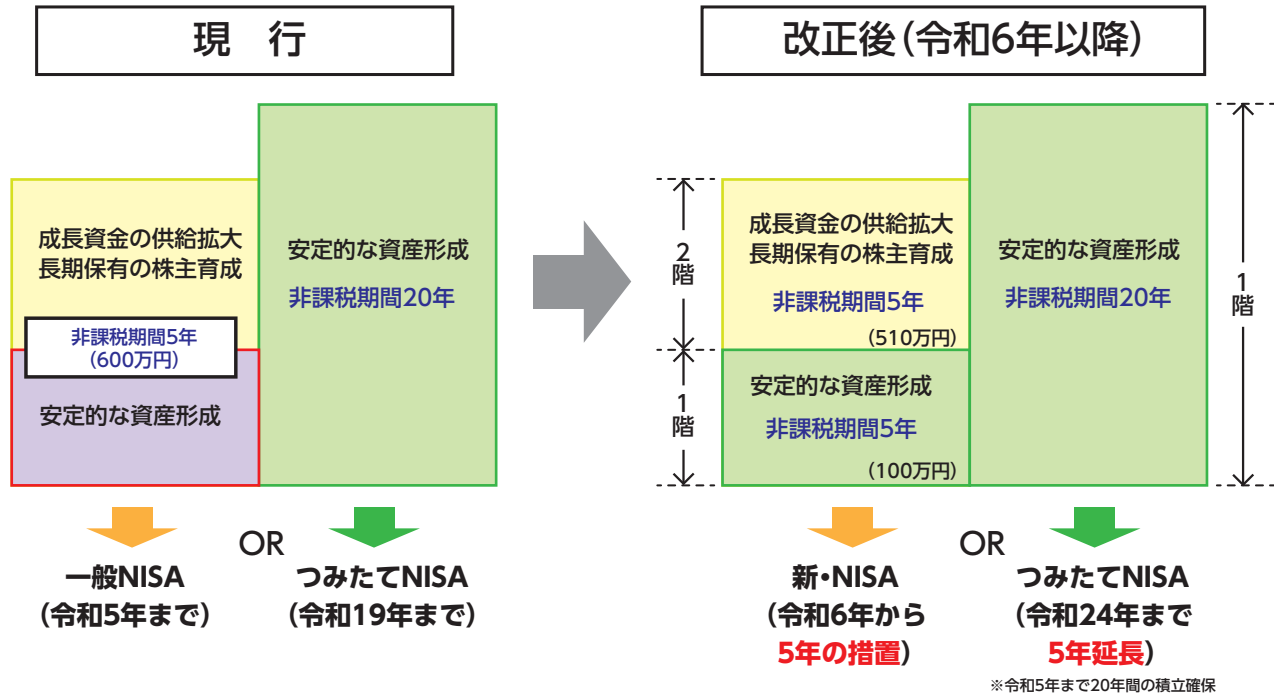 現　行
成長資金の供給拡大
長期保有の株主育成
非課税期間5年
(600万円)
安定的な資産形成
安定的な資産形成
非課税期間20年
一般NISA
(令和5年まで)
OR
つみたてNISA
(令和19年まで)
改正後(令和6年以降)
2階
1階
成長資金の供給拡大
長期保有の株主育成
非課税期間5年
(510万円)
安定的な資産形成
非課税期間5年
(100万円)
安定的な資産形成
非課税期間20年
1階
新・NISA
(令和6年から
5年の措置)
OR
つみたてNISA
(令和24年まで
5年延長)
※令和5年まで20年間の積立確保